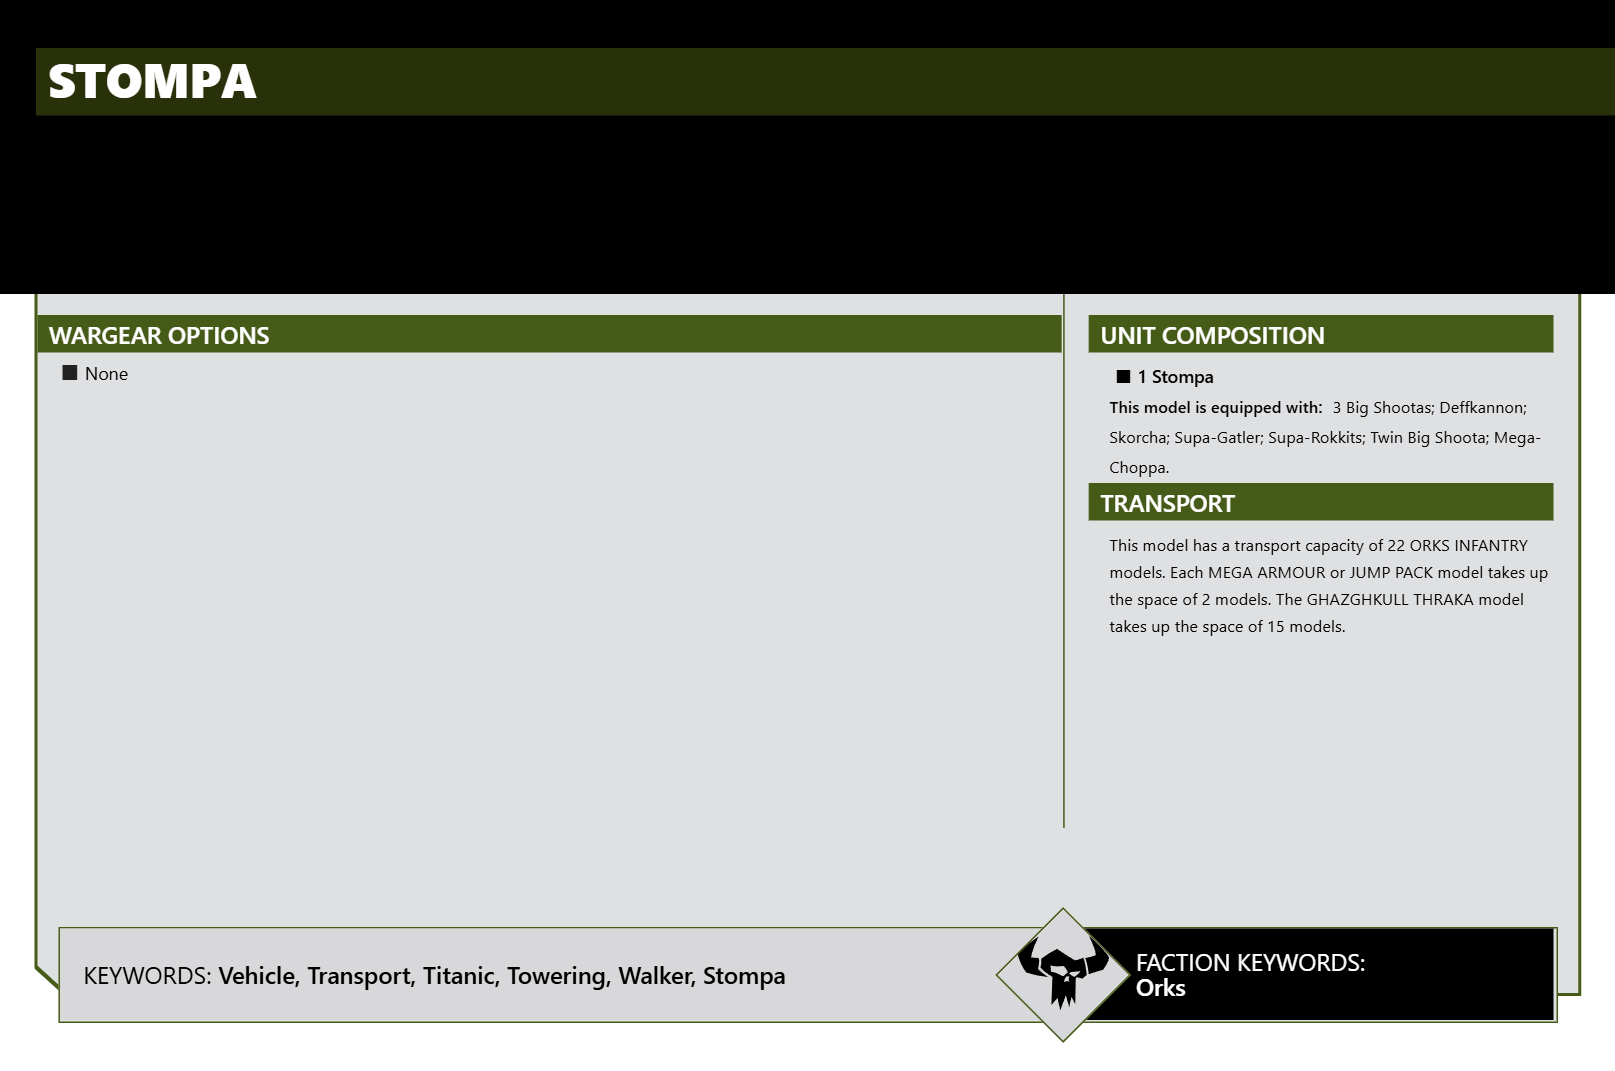 STOMPA
WARGEAR OPTIONS
None
UNIT COMPOSITION
1 Stompa
This model is equipped with: 3 Big Shootas; Deffkannon;
Skorcha; Supa-Gatler; Supa-Rokkits; Twin Big Shoota; Mega-
Choppa.
TRANSPORT
This model has a transport capacity of 22 ORKS INFANTRY
models. Each MEGA ARMOUR or JUMP PACK model takes up
the space of 2 models. The GHAZGHKULL THRAKA model
takes up the space of 15 models.
KEYWORDS: Vehicle, Transport, Titanic, Towering, Walker, Stompa
FACTION KEYWORDS:
Orks